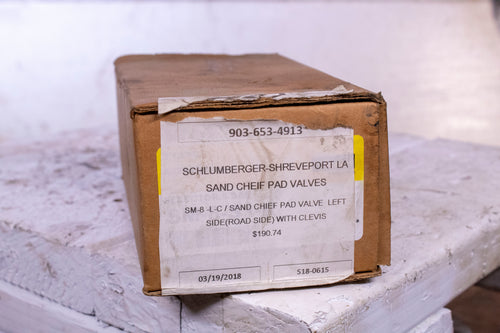 903-653-4913
SCHLUMBERGER-SHREVEPORT LA
SAND CHEIF PAD VALVES
SM-8 -L-C / SAND CHIEF PAD VALVE LEFT
SIDE(ROAD SIDE) WITH CLEVIS
$190.74
03/19/2018
518-0615